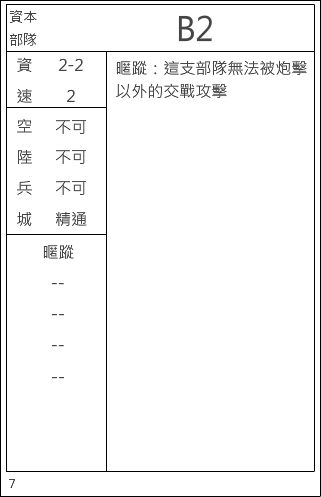 資本
部隊
B2
資 2-2
速 2
空 不可
陸 不可
兵 不可
城 精通
暱蹤
--
--
--
--
暱蹤：這支部隊無法被炮擊
以外的交戰攻擊
7